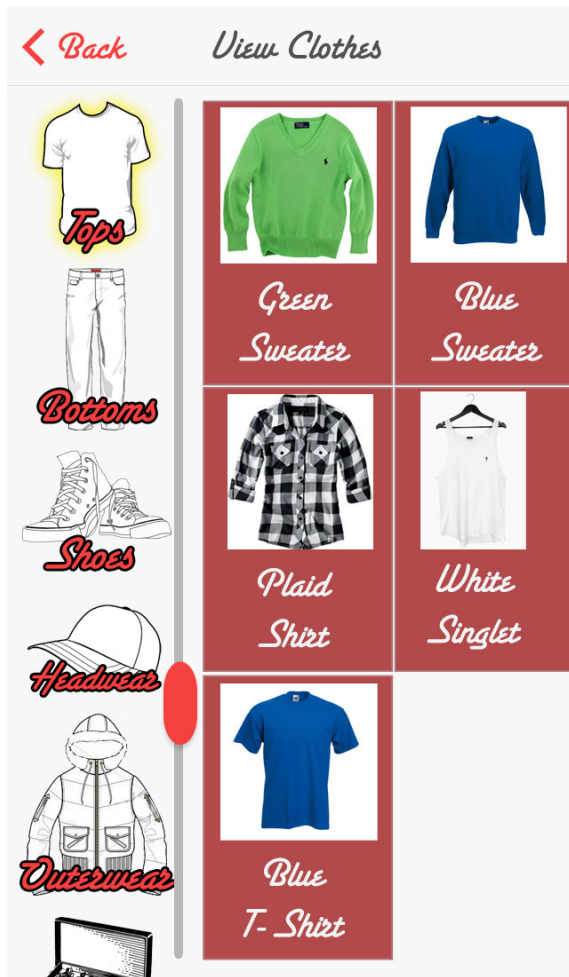 Back
View Clothes
Tops
Bottoms
Shoes
Headwear
Outerwear
Green
Sweater
Blue
Sweater
Plaid
Shirt
White
Singlet
Blue
T- Shirt